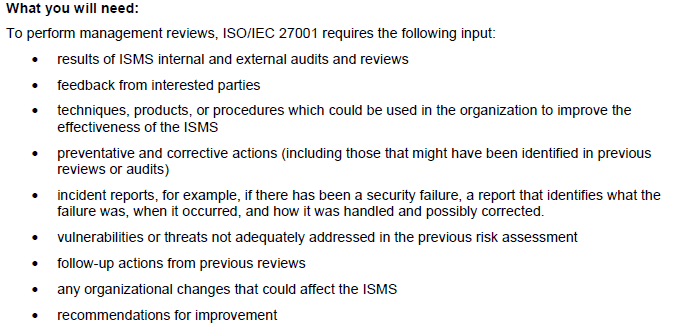 What you will need:
To perform management reviews, ISO/IEC 27001 requires the following input:
• results of ISMS internal and external audits and reviews
• feedback from interested parties
• techniques, products, or procedures which could be used in the organization to improve the
effectiveness of the ISMS
• preventative and corrective actions (including those that might have been identified in previous
reviews or audits)
• incident reports, for example, if there has been a security failure, a report that identifies what the
failure was, when it occurred, and how it was handled and possibly corrected.
• vulnerabilities or threats not adequately addressed in the previous risk assessment
• follow-up actions from previous reviews
• any organizational changes that could affect the ISMS
• recommendations for improvement